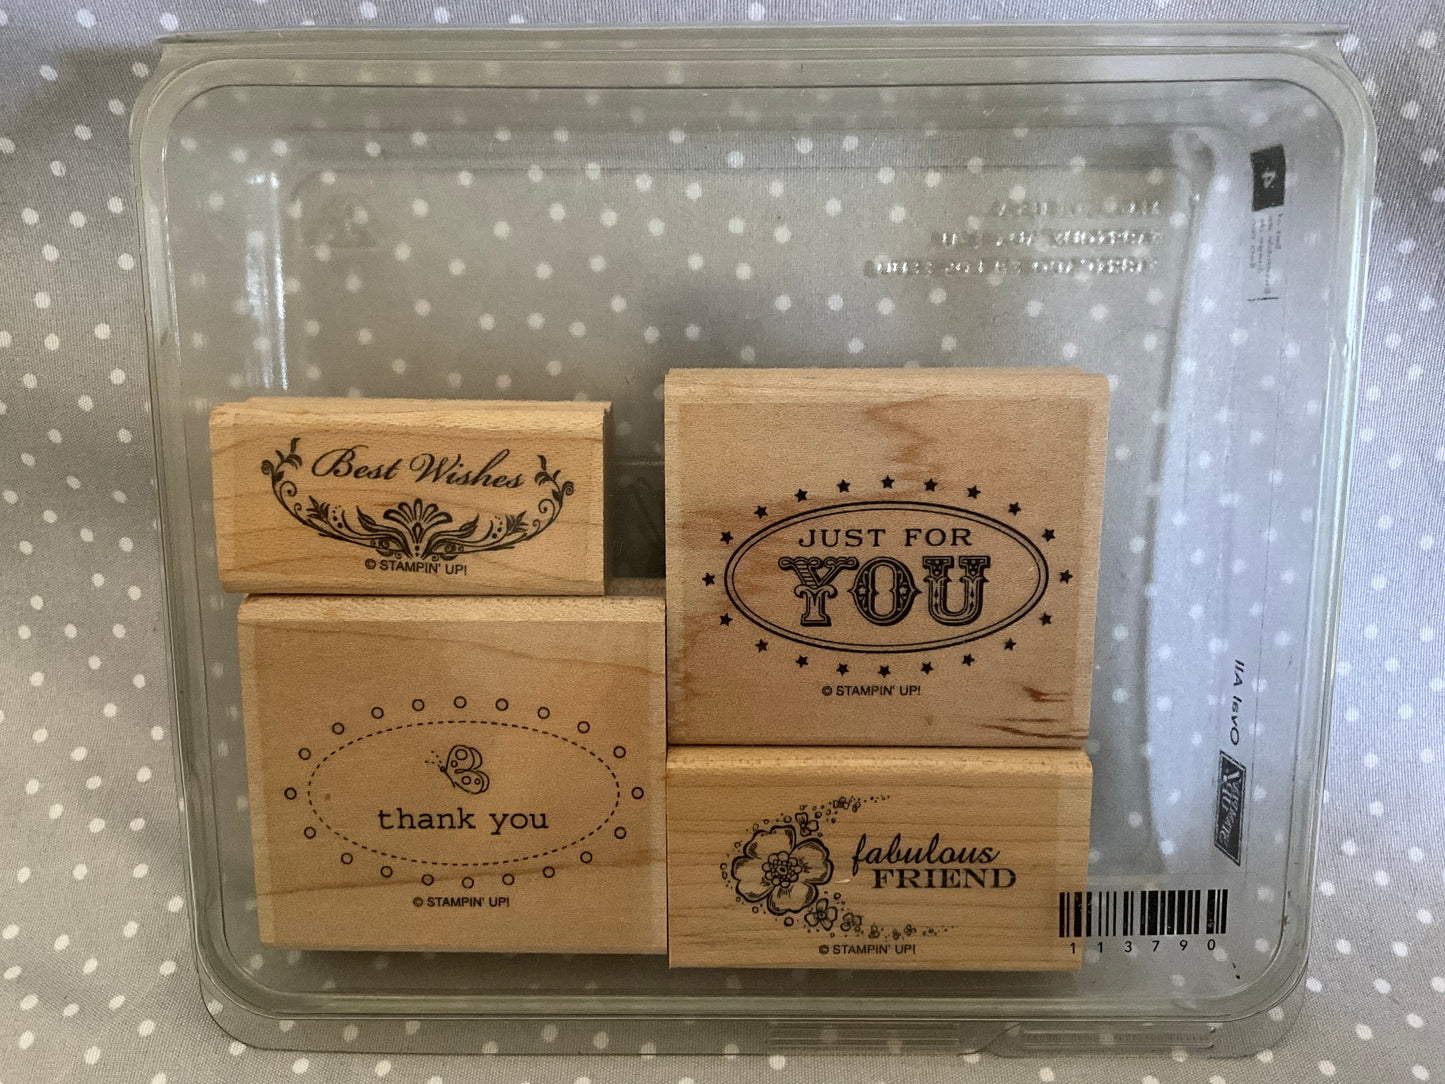 Best Wishes
© STAMPIN' UP!
JUST FOR
YOU
© STAMPIN' UP!
thank you
© STAMPIN' UP!
fabulous
FRIEND
© STAMPIN' UP!
4
Oval All
113790